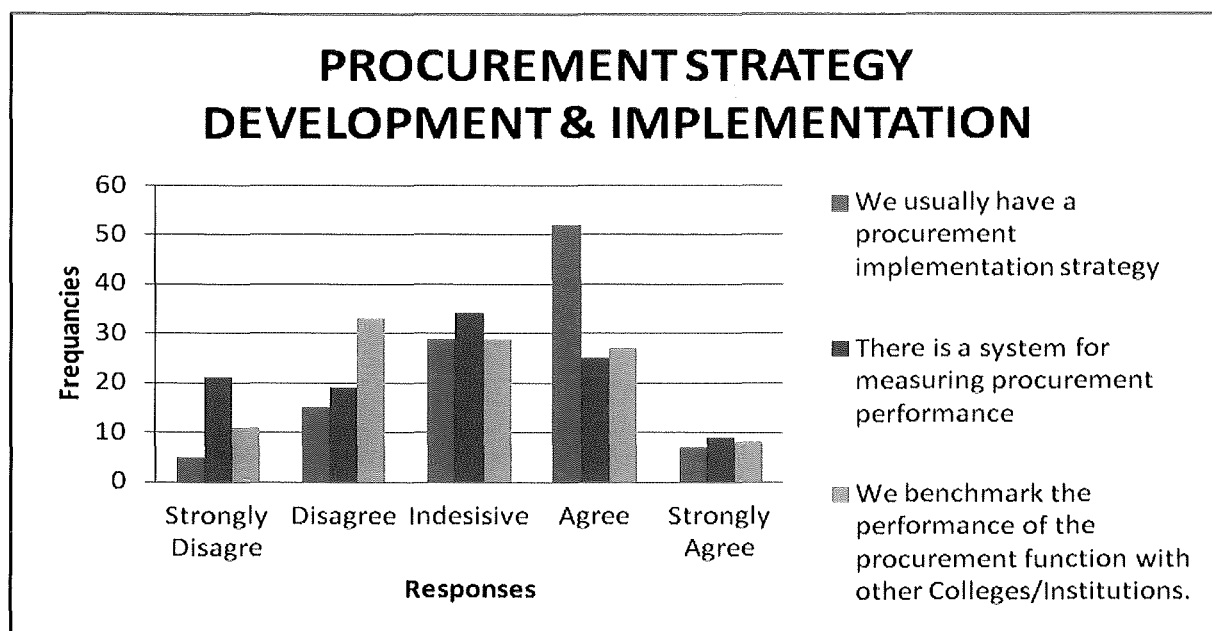 PROCUREMENT STRATEGY
DEVELOPMENT & IMPLEMENTATION
Frequancies
60
50
40
30
20
10
0
Strongly
Disagre
Disagree
Indesisive
Agree
Strongly
Agree
Responses
We usually have a
procurement
implementation strategy
There is a system for
measuring procurement
performance
We benchmark the
performance of the
procurement function with
other Colleges/Institutions.